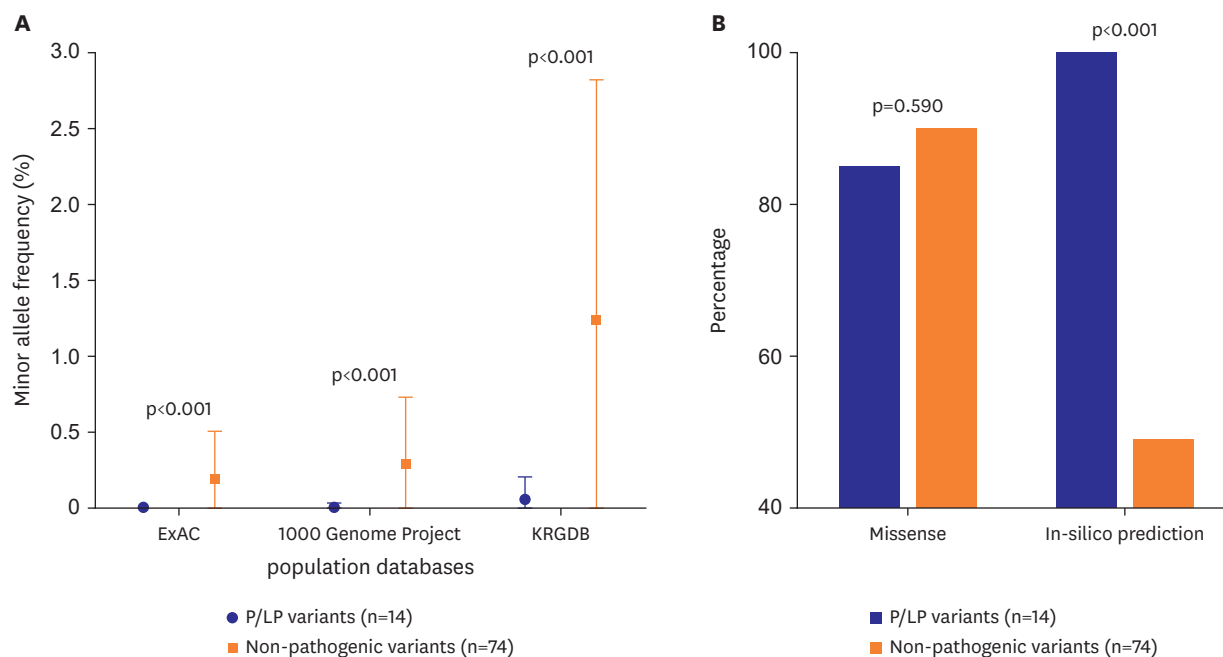 A
Minor allele frequency (%)
3.0
2.5
2.0
1.5
1.0
0.5
0
p<0.001
p<0.001
p<0.001
ExAC
1000 Genome Project
KRGDB
population databases
P/LP variants (n=14)
Non-pathogenic variants (n=74)
B
Percentage
100
80
60
40
p=0.590
p<0.001
Missense
In-silico prediction
P/LP variants (n=14)
Non-pathogenic variants (n=74)